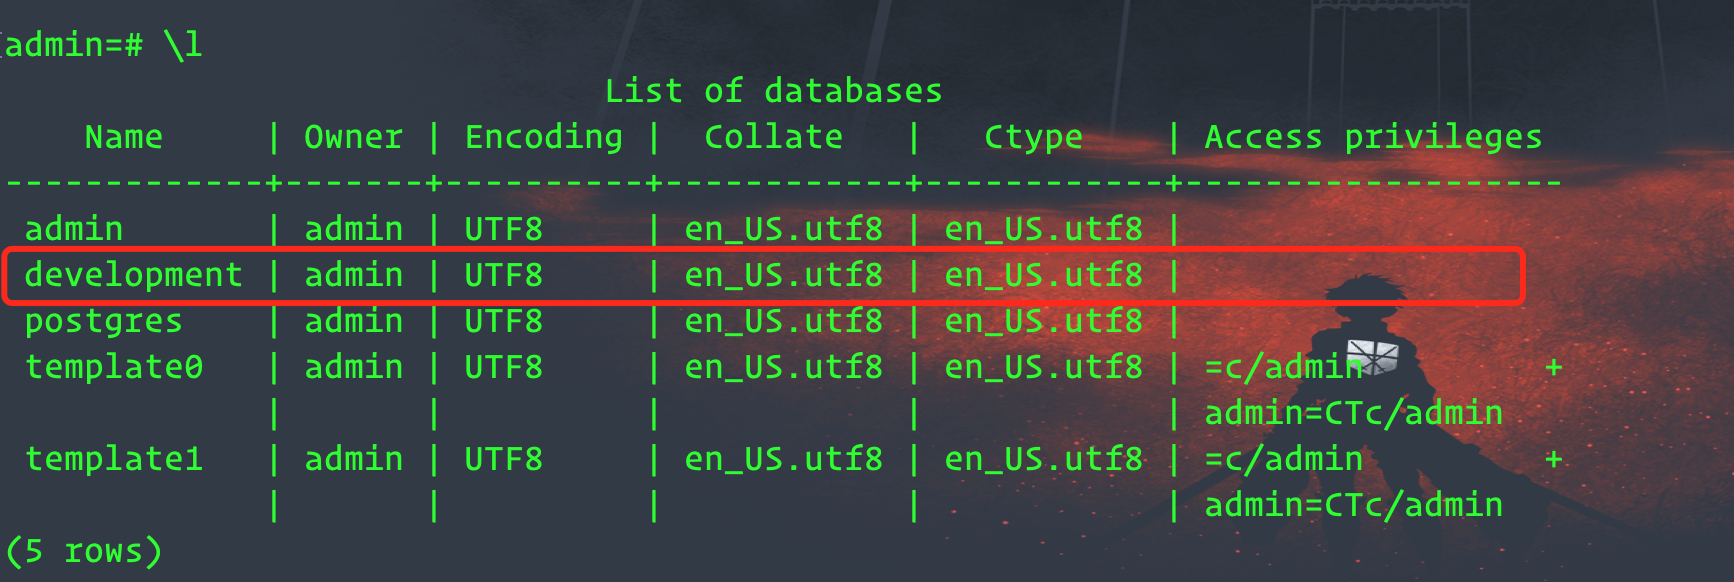 admin=# \l
List of databases
Name | Owner | Encoding | Collate | Ctype | Access privileges
-------------+-------+----------+------------+------------+-------------------
admin | admin | UTF8 | en_US.utf8 | en_US.utf8 |
development | admin | UTF8 | en_US.utf8 | en_US.utf8 |
postgres | admin | UTF8 | en_US.utf8 | en_US.utf8 |
template0 | admin | UTF8 | en_US.utf8 | en_US.utf8 | =c/admin +
| | | | | admin=CTc/admin
template1 | admin | UTF8 | en_US.utf8 | en_US.utf8 | =c/admin +
| | | | | admin=CTc/admin
(5 rows)